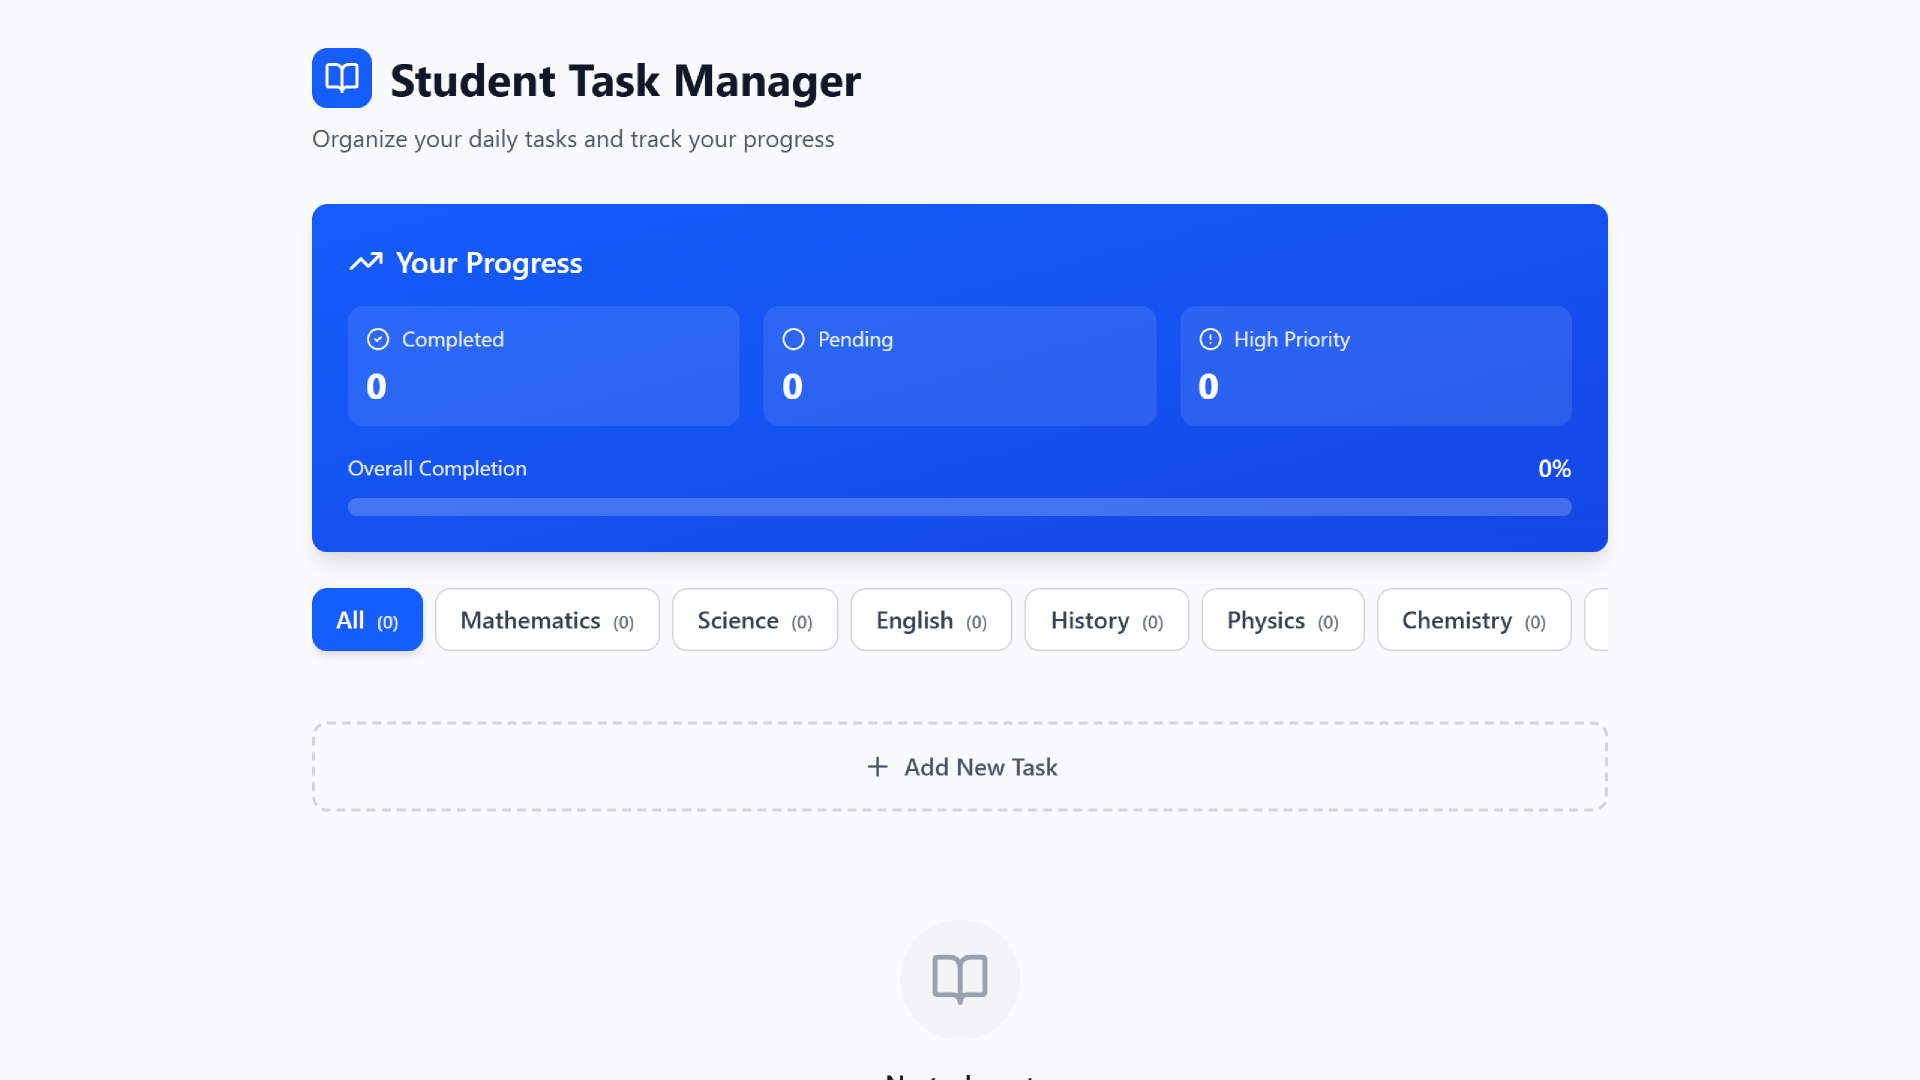 Student Task Manager
Organize your daily tasks and track your progress
Your Progress
Completed
0
Pending
0
High Priority
0
Overall Completion
0%
All (0)
Mathematics (0)
Science (0)
English (0)
History (0)
Physics (0)
Chemistry (0)
Add New Task